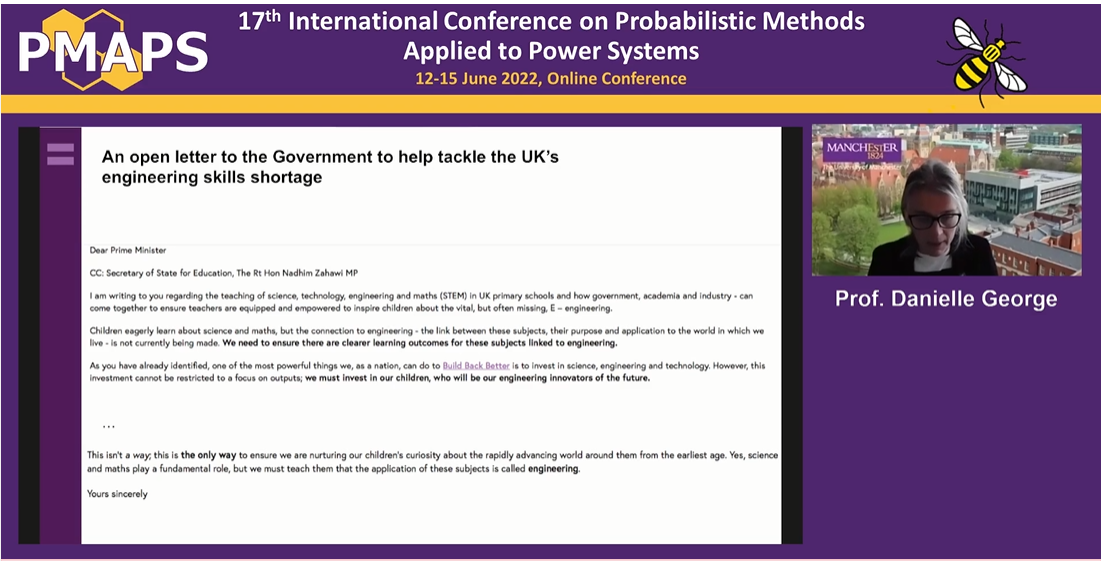 17th International Conference on Probabilistic Methods
Applied to Power Systems
12-15 June 2022, Online Conference
PMAPS
An open letter to the Government to help tackle the UK's
engineering skills shortage
Dear Prime Minister
CC: Secretary of State for Education, The Rt Hon Nadhim Zahawi MP
I am writing to you regarding the teaching of science, technology, engineering and maths (STEM) in UK primary schools and how government, academia and industry - can
come together to ensure teachers are equipped and empowered to inspire children about the vital, but often missing, E – engineering.
Children eagerly learn about science and maths, but the connection to engineering - the link between these subjects, their purpose and application to the world in which we
live - is not currently being made. We need to ensure there are clearer learning outcomes for these subjects linked to engineering.
As you have already identified, one of the most powerful things we, as a nation, can do to Build Back Better is to invest in science, engineering and technology. However, this
investment cannot be restricted to a focus on outputs; we must invest in our children, who will be our engineering innovators of the future.
...
This isn't a way; this is the only way to ensure we are nurturing our children's curiosity about the rapidly advancing world around them from the earliest age. Yes, science
and maths play a fundamental role, but we must teach them that the application of these subjects is called engineering.
Yours sincerely
MANCHESTER
1824
Prof. Danielle George